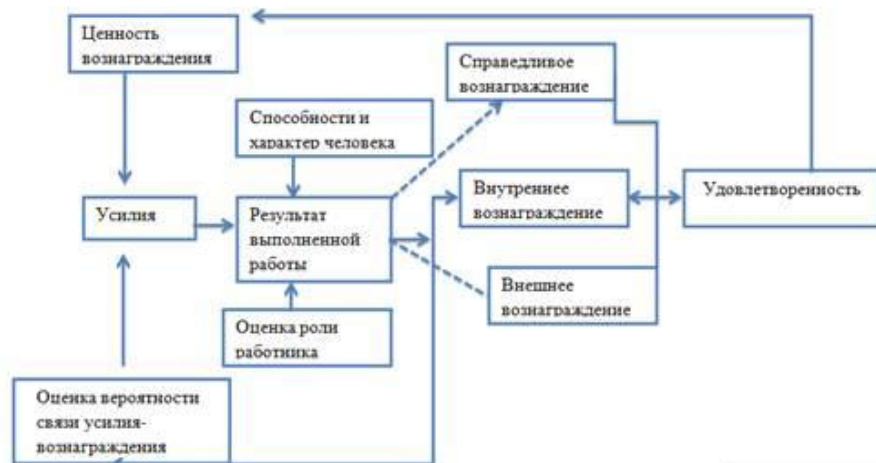 Ценность
вознаграждения
Справедливое
вознаграждение
Способности и
характер человека
Усилия
Результат
выполненной
работы
Внутреннее
вознаграждение
Удовлетворенность
Внешнее
вознаграждение
Оценка роли
работника
Оценка вероятности
связи усилия-
вознаграждения